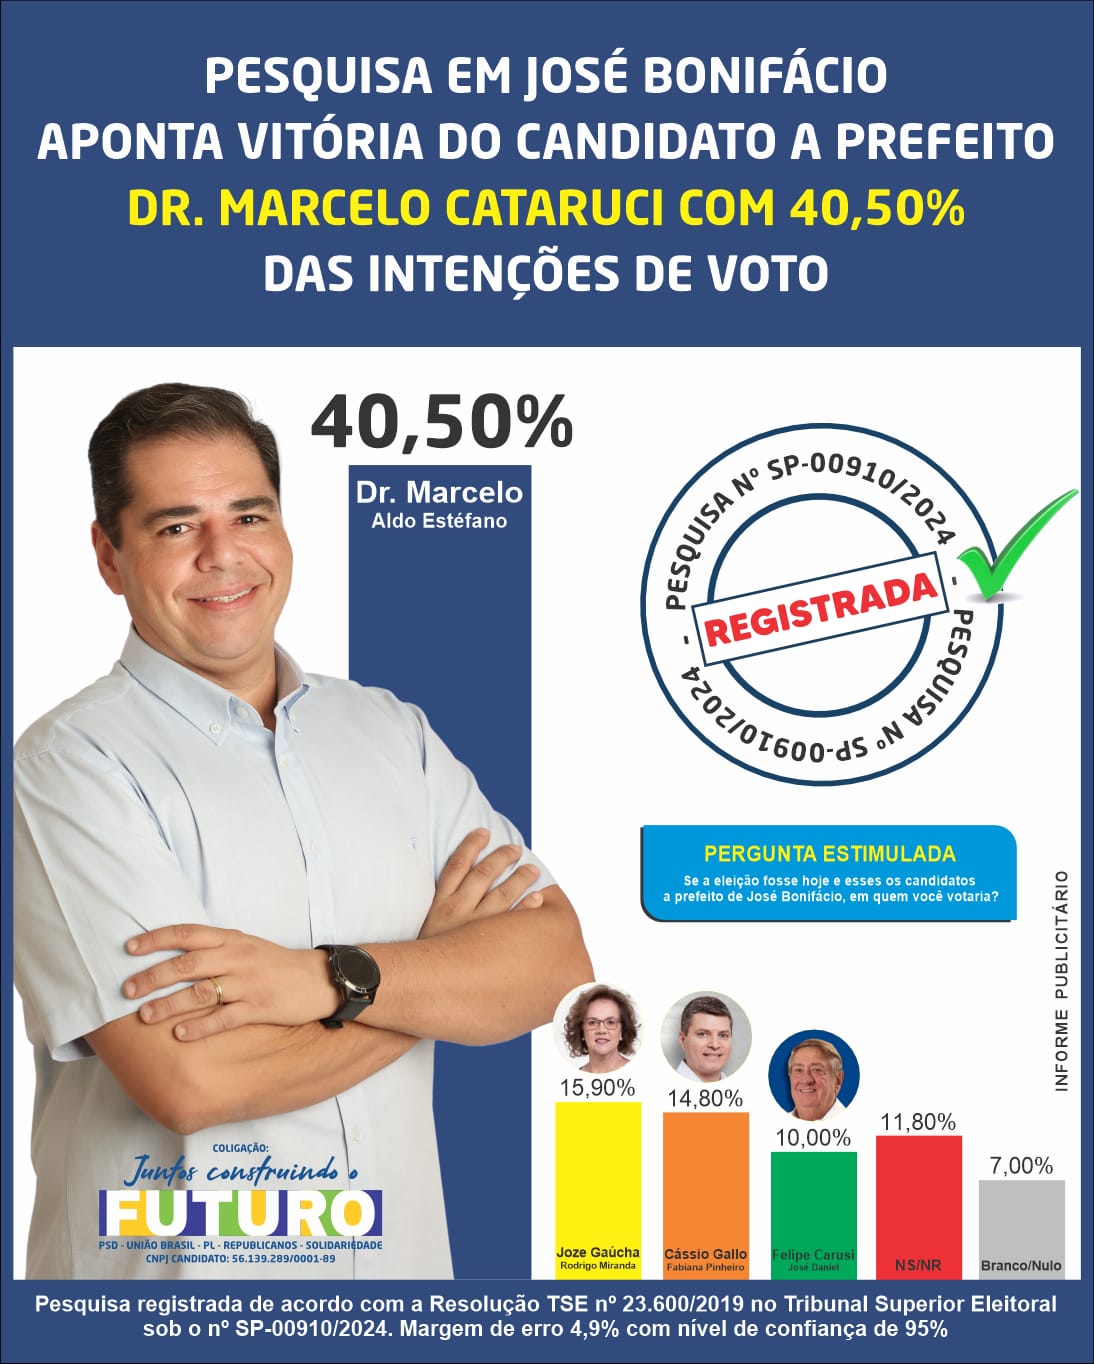 PESQUISA EM JOSÉ BONIFÁCIO
APONTA VITÓRIA DO CANDIDATO A PREFEITO
DR. MARCELO CATARUCI COM 40,50%
DAS INTENÇÕES DE VOTO
40,50%
Dr. Marcelo
Aldo Estéfano
PESQUISA Nº SP-00910/2024 - PESQUISA Nº SP-00910/2024 -
REGISTRADA
PERGUNTA ESTIMULADA
Se a eleição fosse hoje e esses os candidatos
a prefeito de José Bonifácio, em quem você votaria?
INFORME PUBLICITÁRIO
15,90%
Joze Gaúcha
Rodrigo Miranda
14,80%
Cássio Gallo
Fabiana Pinheiro
10,00%
Felipe Carusi
José Daniel
11,80%
NS/NR
7,00%
Branco/Nulo
COLIGAÇÃO:
Juntos construindo o
FUTURO
PSD - UNIÃO BRASIL - PL - REPUBLICANOS - SOLIDARIEDADE
CNPJ CANDIDATO: 56.139.289/0001-89
Pesquisa registrada de acordo com a Resolução TSE nº 23.600/2019 no Tribunal Superior Eleitoral
sob o nº SP-00910/2024. Margem de erro 4,9% com nível de confiança de 95%